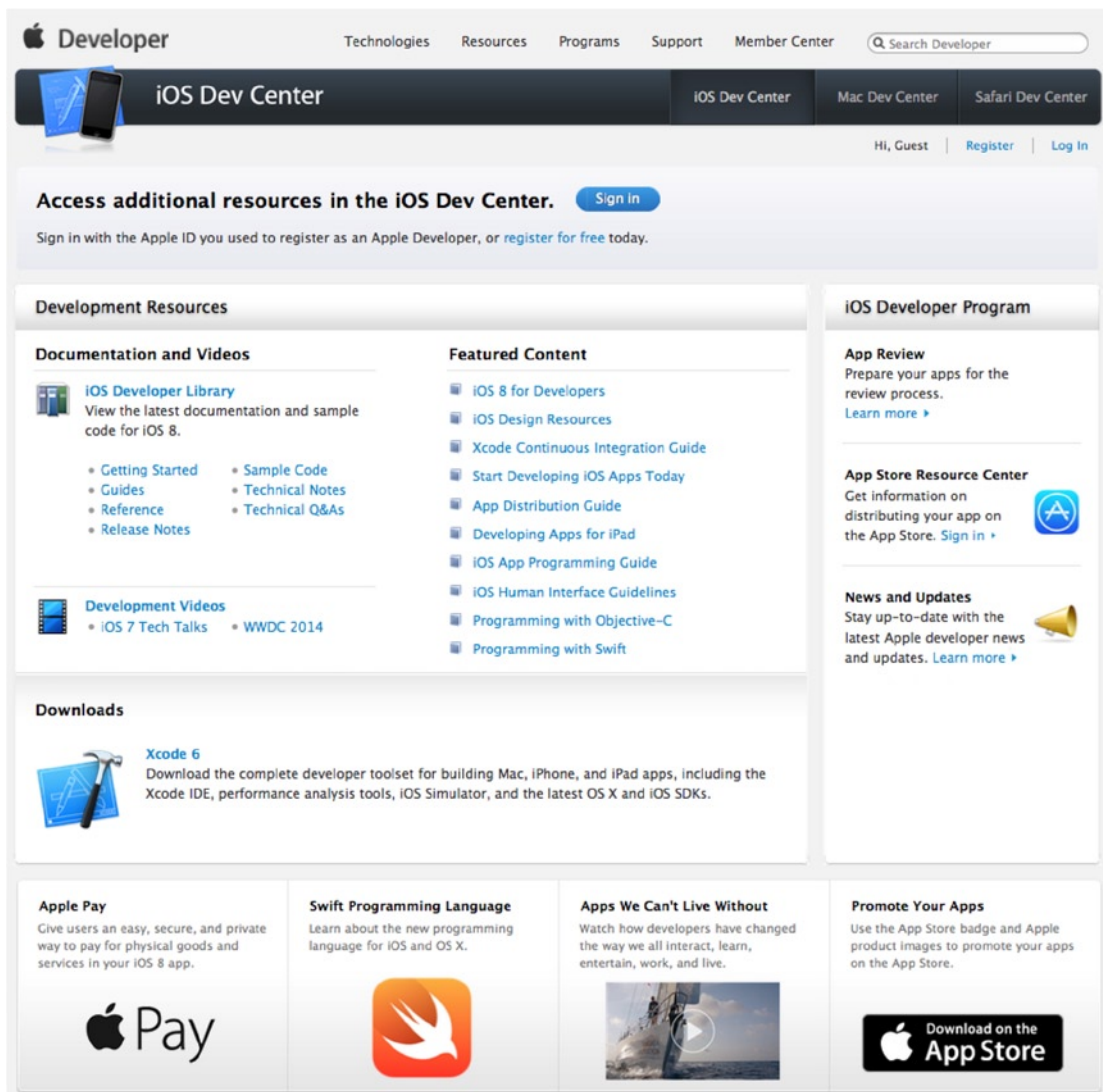 Developer
Technologies Resources Programs Support Member Center Search Developer
iOS Dev Center
iOS Dev Center Mac Dev Center Safari Dev Center
Hi, Guest Register Log In
Access additional resources in the iOS Dev Center. Sign in
Sign in with the Apple ID you used to register as an Apple Developer, or register for free today.
Development Resources
Documentation and Videos
iOS Developer Library
View the latest documentation and sample
code for iOS 8.
Getting Started
Guides
Reference
Release Notes
Sample Code
Technical Notes
Technical Q&As
Development Videos
iOS 7 Tech Talks
WWDC 2014
Featured Content
iOS 8 for Developers
iOS Design Resources
Xcode Continuous Integration Guide
Start Developing iOS Apps Today
App Distribution Guide
Developing Apps for iPad
iOS App Programming Guide
iOS Human Interface Guidelines
Programming with Objective-C
Programming with Swift
Downloads
Xcode 6
Download the complete developer toolset for building Mac, iPhone, and iPad apps, including the
Xcode IDE, performance analysis tools, iOS Simulator, and the latest OS X and iOS SDKs.
iOS Developer Program
App Review
Prepare your apps for the
review process.
Learn more
App Store Resource Center
Get information on
distributing your app on
the App Store. Sign in
News and Updates
Stay up-to-date with the
latest Apple developer news
and updates. Learn more
Apple Pay
Give users an easy, secure, and private
way to pay for physical goods and
services in your iOS 8 app.
Pay
Swift Programming Language
Learn about the new programming
language for iOS and OS X.
Apps We Can't Live Without
Watch how developers have changed
the way we all interact, learn,
entertain, work, and live.
Promote Your Apps
Use the App Store badge and Apple
product images to promote your apps
on the App Store.
Download on the
App Store